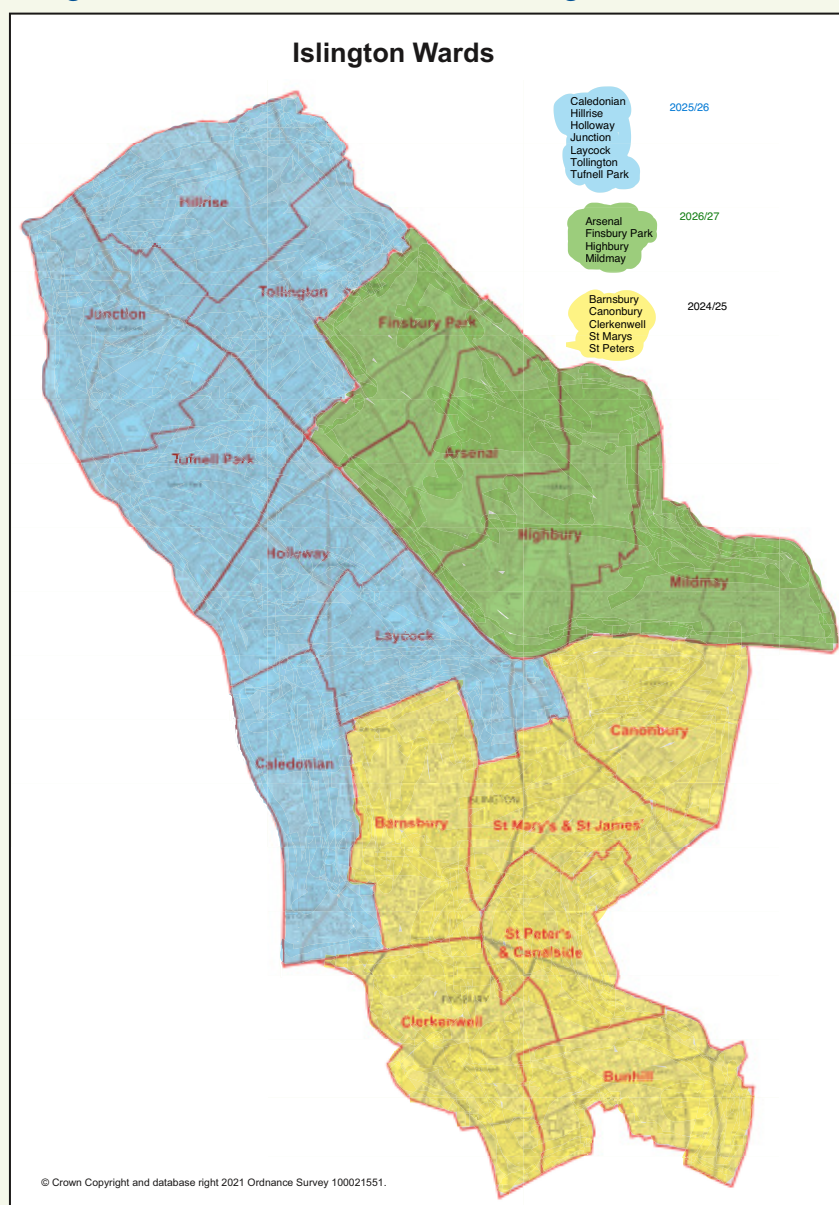 Islington Wards
Caledonian
Hillrise
Holloway
Junction
Laycock
Tollington
Tufnell Park
2025/26
Arsenal
Finsbury Park
Highbury
Mildmay
2026/27
Barnsbury
Canonbury
Clerkenwell
St Marys
St Peters
2024/25
Hillrise
Tollington
Junction
Finsbury Park
Tufnell Park
Arsenal
Holloway
Highbury
Mildmay
Laycock
Canonbury
Caledonian
ISLINGTON
Barnsbury
St Mary's & St James'
St Peter's
& Canalside
FINSBURY
Clerkenwell
Bunhill
© Crown Copyright and database right 2021 Ordnance Survey 100021551.